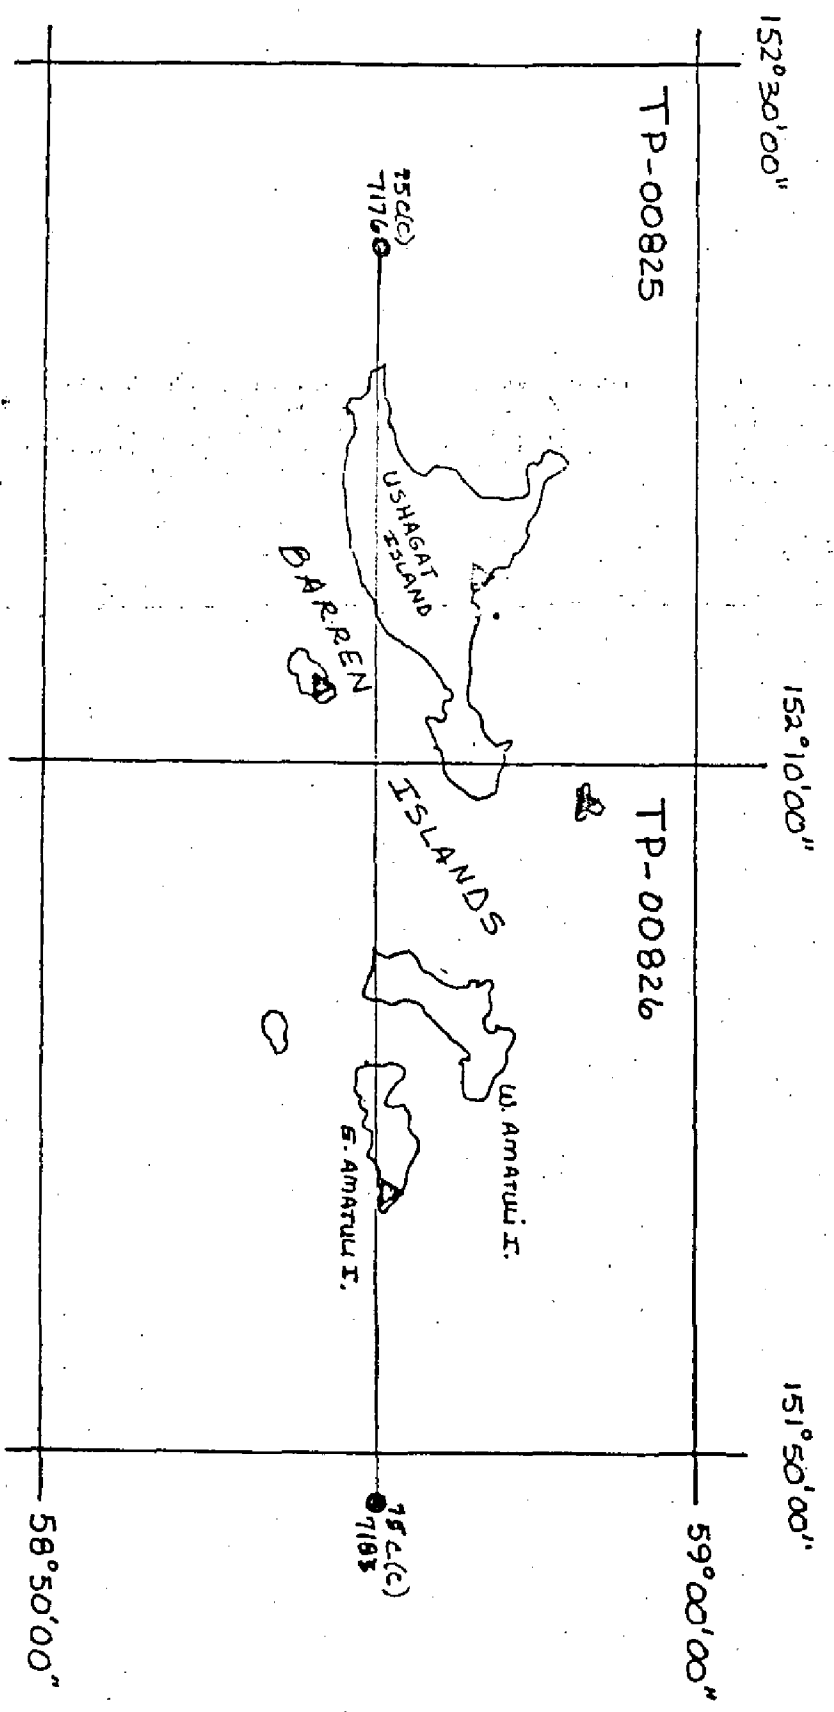 152°30'00"
152°10'00"
151°50'00"
TP-00825
TP-00826
59°00'00"
75C(C)
7176
USHAGAT
ISLAND
BARREN
ISLANDS
W. AMATULI I.
E. AMATULI I.
75C(C)
7183
58°50'00"